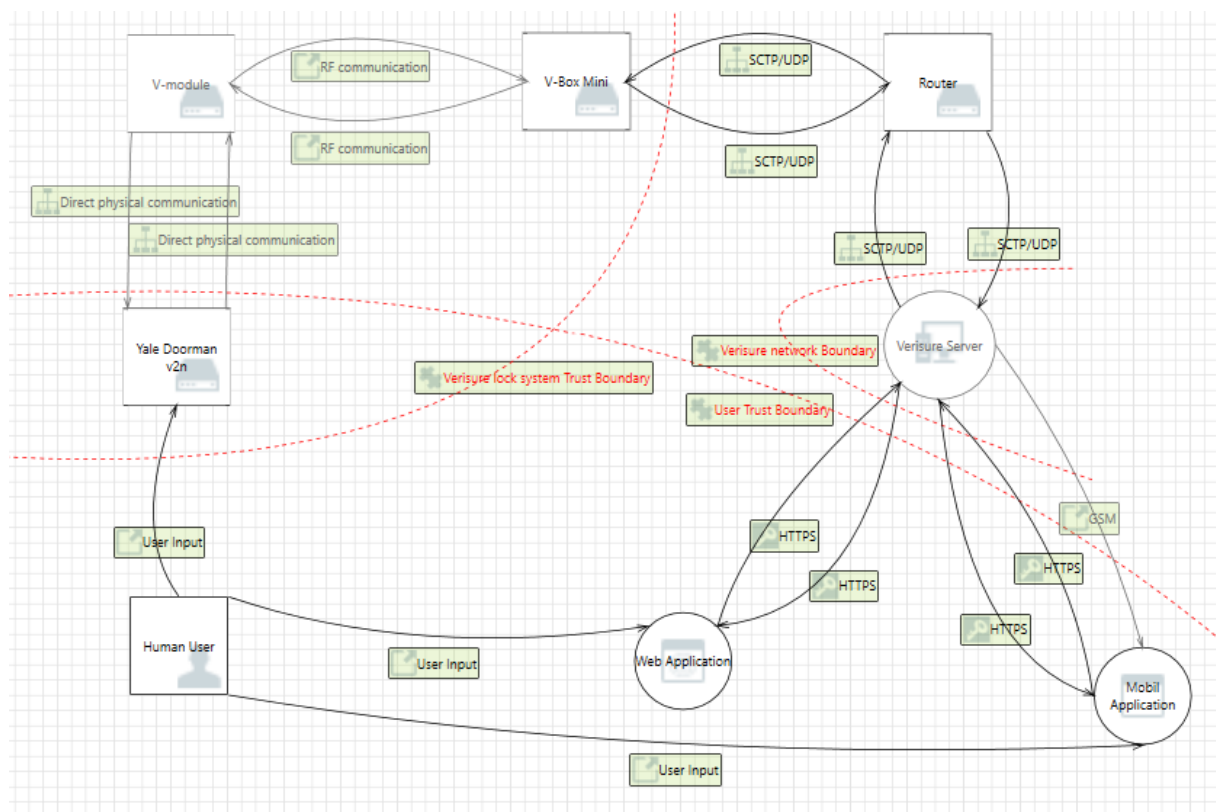 V-module
RF communication
V-Box Mini
SCTP/UDP
Router
RF communication
SCTP/UDP
Direct physical communication
Direct physical communication
SCTP/UDP
SCTP/UDP
Yale Doorman
v2n
Verisure network Boundary
Verisure Server
Verisure lock system Trust Boundary
User Trust Boundary
GSM
User Input
HTTPS
HTTPS
HTTPS
HTTPS
Human User
User Input
Web Application
Mobil
Application
User Input